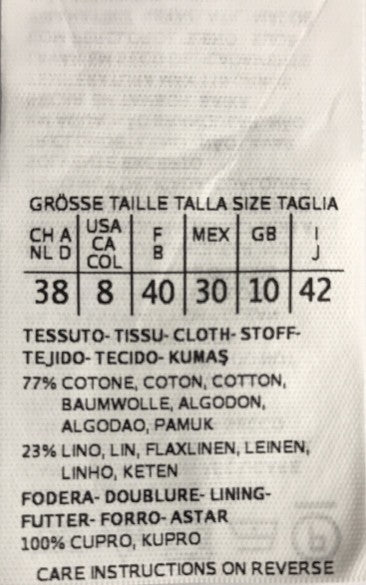 GRÖSSE TAILLE TALLA SIZE TAGLIA
CH A NL D | USA CA COL | F B | MEX | GB | I J
38 | 8 | 40 | 30 | 10 | 42
TESSUTO- TISSU- CLOTH- STOFF-
TEJIDO- TECIDO- KUMAŞ
77% COTONE, COTON, COTTON,
BAUMWOLLE, ALGODON,
ALGODAO, PAMUK
23% LINO, LIN, FLAXLINEN, LEINEN,
LINHO, KETEN
FODERA- DOUBLURE- LINING-
FUTTER- FORRO- ASTAR
100% CUPRO, KUPRO
CARE INSTRUCTIONS ON REVERSE